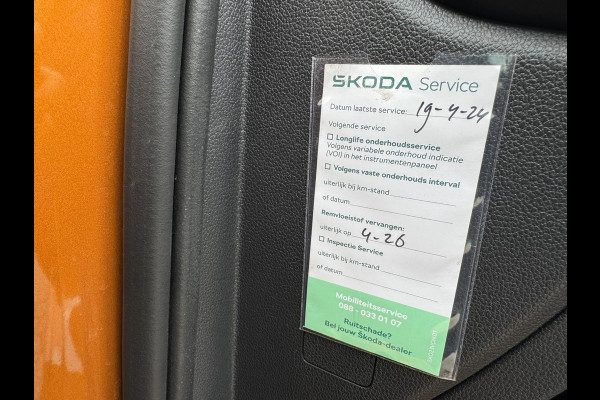 ŠKODA Service
Datum laatste service: 19-4-24
Volgende service
Longlife onderhoudsservice
Volgens variabele onderhoud indicatie
(VOI) in het instrumentenpaneel
Volgens vaste onderhouds interval
uiterlijk bij km-stand
of datum
Remvloeistof vervangen:
uiterlijk op 4-26
Inspectie Service
uiterlijk bij km-stand
of datum
Mobiliteitsservice
088 - 033 01 07
Ruitschade?
Bel jouw Škoda-dealer